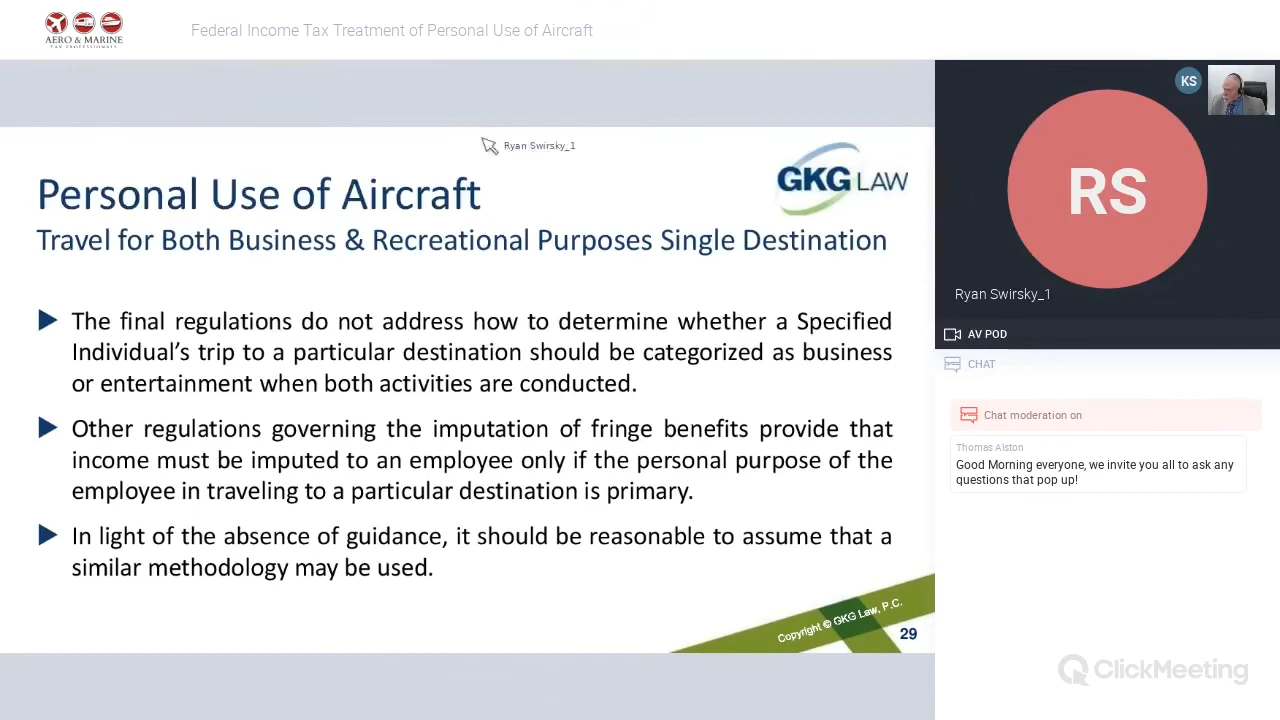 AERO & MARINE
TAX PROFESSIONALS
Federal Income Tax Treatment of Personal Use of Aircraft
Ryan Swirsky_1
GKG LAW
Personal Use of Aircraft
Travel for Both Business & Recreational Purposes Single Destination
The final regulations do not address how to determine whether a Specified
Individual's trip to a particular destination should be categorized as business
or entertainment when both activities are conducted.
Other regulations governing the imputation of fringe benefits provide that
income must be imputed to an employee only if the personal purpose of the
employee in traveling to a particular destination is primary.
In light of the absence of guidance, it should be reasonable to assume that a
similar methodology may be used.
Copyright © GKG Law, P.C.
29
KS
RS
Ryan Swirsky_1
AV POD
CHAT
Chat moderation on
Thomas Alston
Good Morning everyone, we invite you all to ask any
questions that pop up!
ClickMeeting